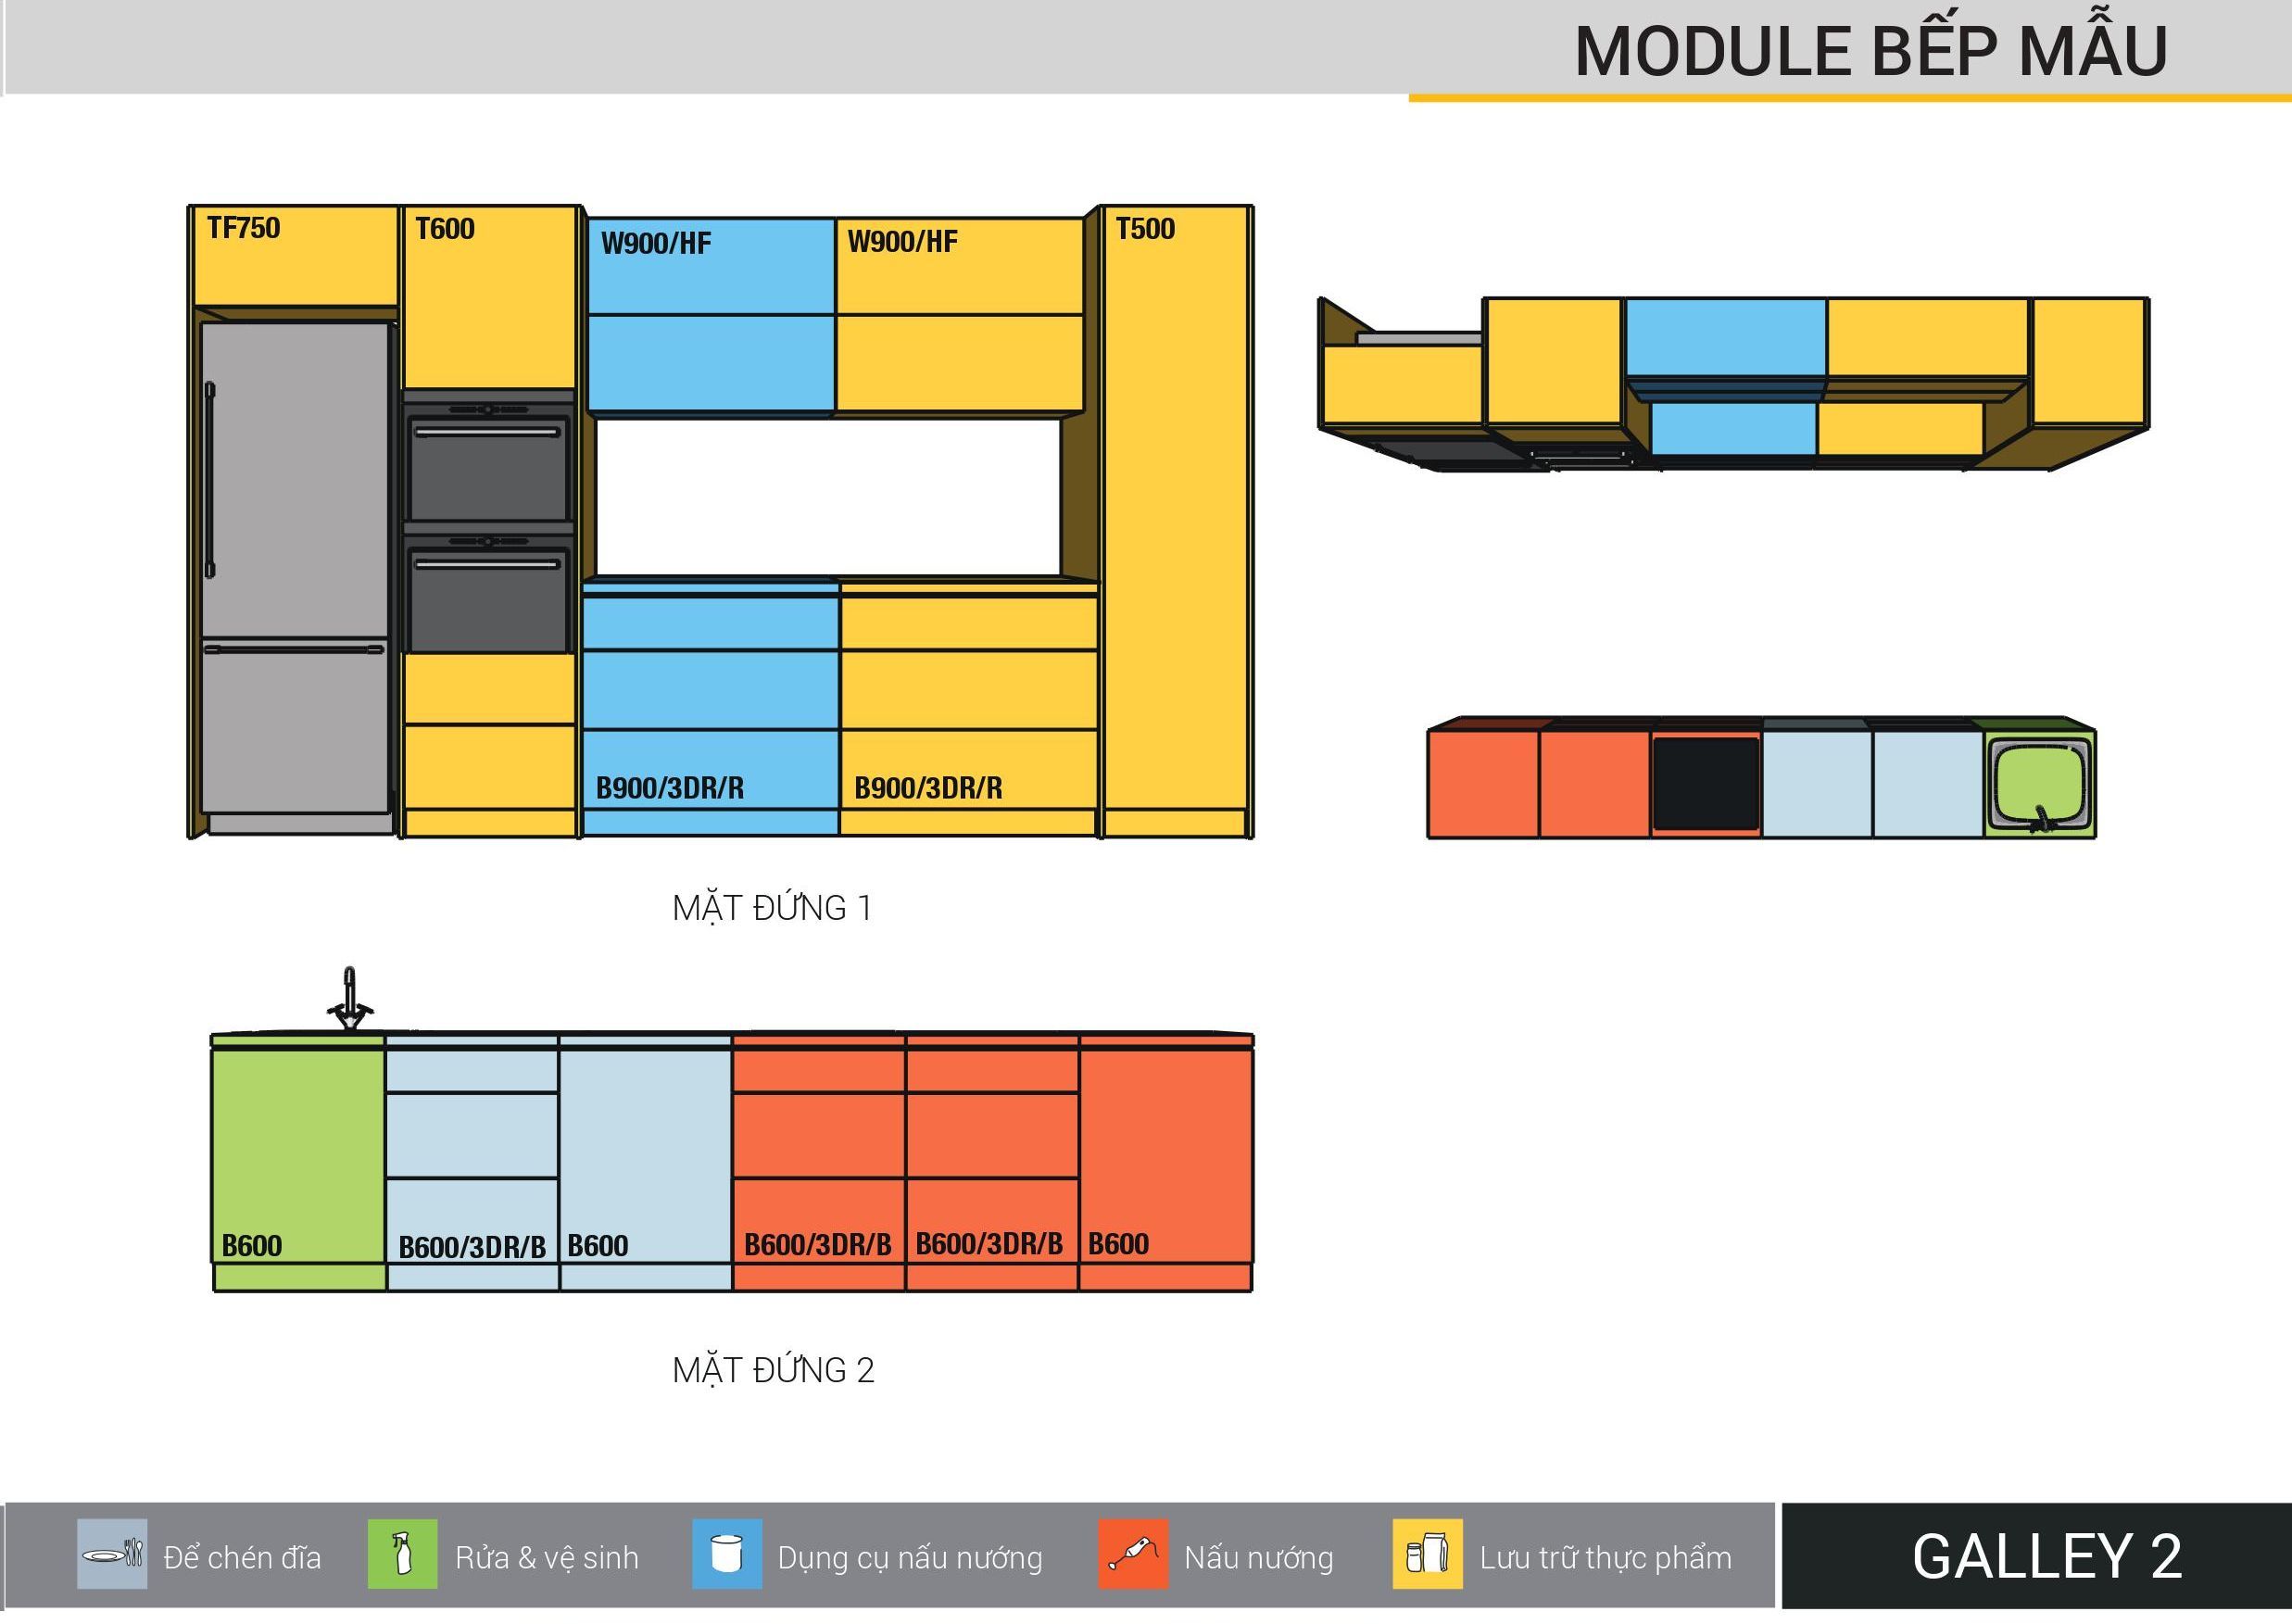 MODULE BẾP MẪU
TF750
T600
W900/HF
W900/HF
T500
B900/3DR/R
B900/3DR/R
MẶT ĐỨNG 1
B600
B600/3DR/B
B600
B600/3DR/B
B600/3DR/B
B600
MẶT ĐỨNG 2
Để chén đĩa
Rửa & vệ sinh
Dụng cụ nấu nướng
Nấu nướng
Lưu trữ thực phẩm
GALLEY 2